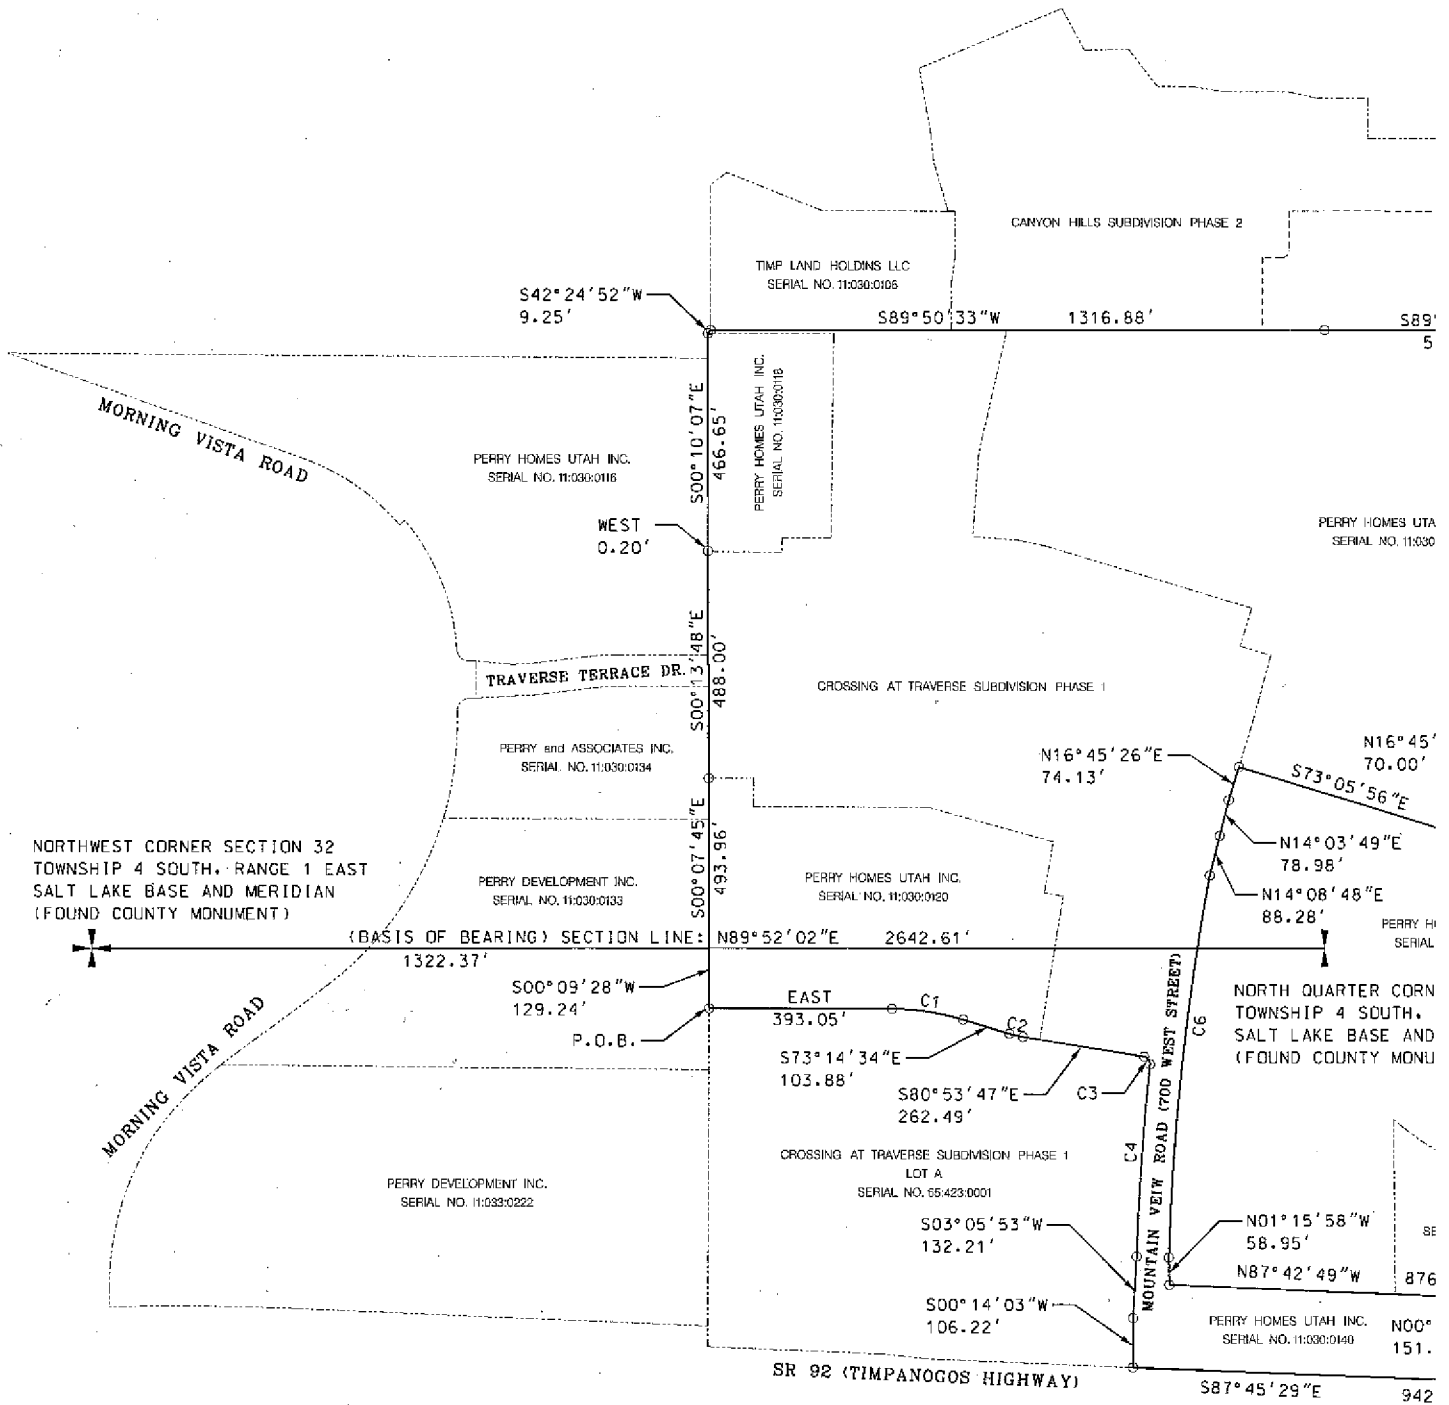 CANYON HILLS SUBDIVISION PHASE 2
TIMP LAND HOLDINS LLC
SERIAL NO. 11:030:0106
S42°24'52"W
9.25'
S89°50'33"W 1316.88'
S89°
5
MORNING VISTA ROAD
PERRY HOMES UTAH INC.
SERIAL NO. 11:030:0116
S00°10'07"E
466.65'
PERRY HOMES UTAH INC.
SERIAL NO. 11:030:0118
WEST
0.20'
PERRY HOMES UTA
SERIAL NO. 11:030
S00°13'48"E
488.00'
TRAVERSE TERRACE DR.
CROSSING AT TRAVERSE SUBDIVISION PHASE 1
PERRY and ASSOCIATES INC.
SERIAL NO. 11:030:0134
N16°45'26"E
74.13'
N16°45'
70.00'
S73°05'56"E
N14°03'49"E
78.98'
N14°08'48"E
88.28'
NORTHWEST CORNER SECTION 32
TOWNSHIP 4 SOUTH, RANGE 1 EAST
SALT LAKE BASE AND MERIDIAN
(FOUND COUNTY MONUMENT)
S00°07'45"E
493.96'
PERRY DEVELOPMENT INC.
SERIAL NO. 11:030:0133
PERRY HOMES UTAH INC.
SERIAL NO. 11:030:0120
PERRY H
SERIAL
(BASIS OF BEARING) SECTION LINE: N89°52'02"E 2642.61'
1322.37'
S00°09'28"W
129.24'
P.O.B.
EAST
393.05'
C1
C2
C6
NORTH QUARTER CORN
TOWNSHIP 4 SOUTH,
SALT LAKE BASE AND
(FOUND COUNTY MONU
S73°14'34"E
103.88'
S80°53'47"E
262.49'
C3
C4
MOUNTAIN VEIW ROAD (700 WEST STREET)
MORNING VISTA ROAD
CROSSING AT TRAVERSE SUBDIVISION PHASE 1
LOT A
SERIAL NO. 65:423:0001
PERRY DEVELOPMENT INC.
SERIAL NO. 11:033:0222
S03°05'53"W
132.21'
N01°15'58"W
58.95'
SE
N87°42'49"W 876
S00°14'03"W
106.22'
PERRY HOMES UTAH INC.
SERIAL NO. 11:030:0140
N00°
151.
SR 92 (TIMPANOGOS HIGHWAY)
S87°45'29"E 942